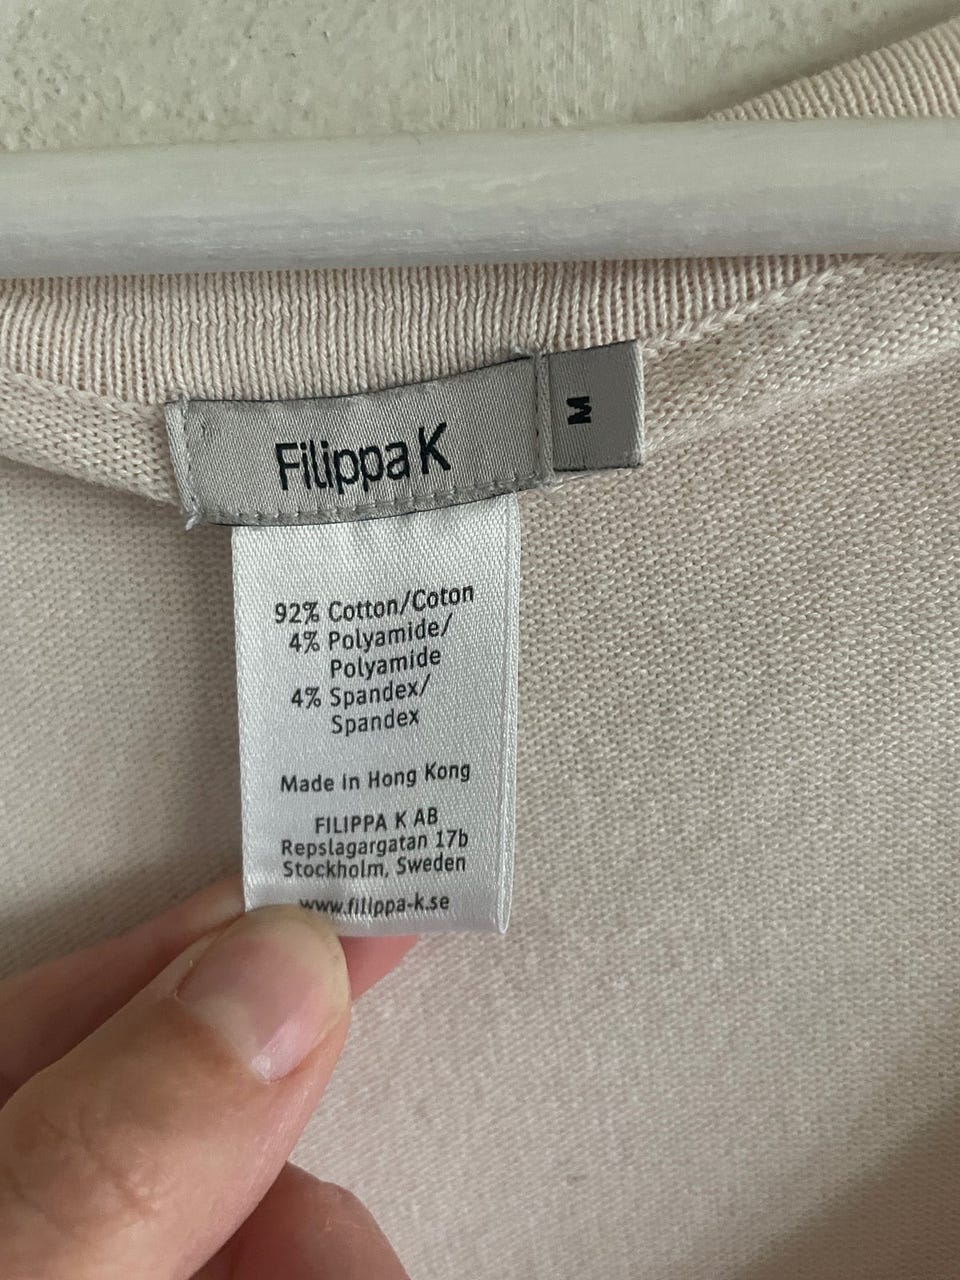 Filippa K
M
92% Cotton/Coton
4% Polyamide/
Polyamide
4% Spandex/
Spandex
Made in Hong Kong
FILIPPA K AB
Repslagargatan 17b
Stockholm, Sweden
www.filippa-k.se